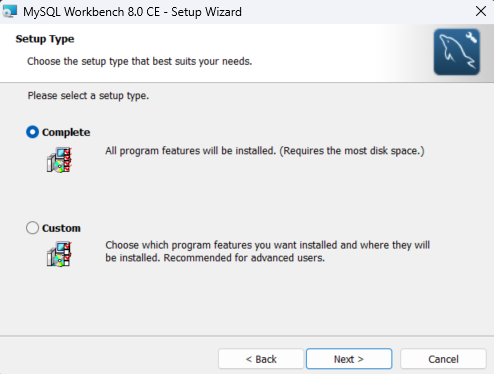 MySQL Workbench 8.0 CE - Setup Wizard
Setup Type
Choose the setup type that best suits your needs.
Please select a setup type.
Complete
All program features will be installed. (Requires the most disk space.)
Custom
Choose which program features you want installed and where they will
be installed. Recommended for advanced users.
< Back
Next >
Cancel